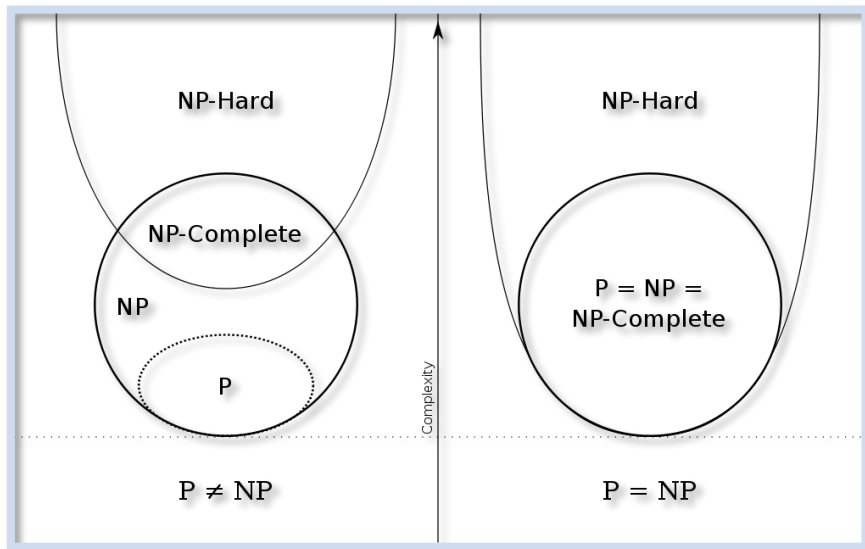 NP-Hard
NP-Complete
NP
P
P ≠ NP
Complexity
NP-Hard
P = NP =
NP-Complete
P = NP